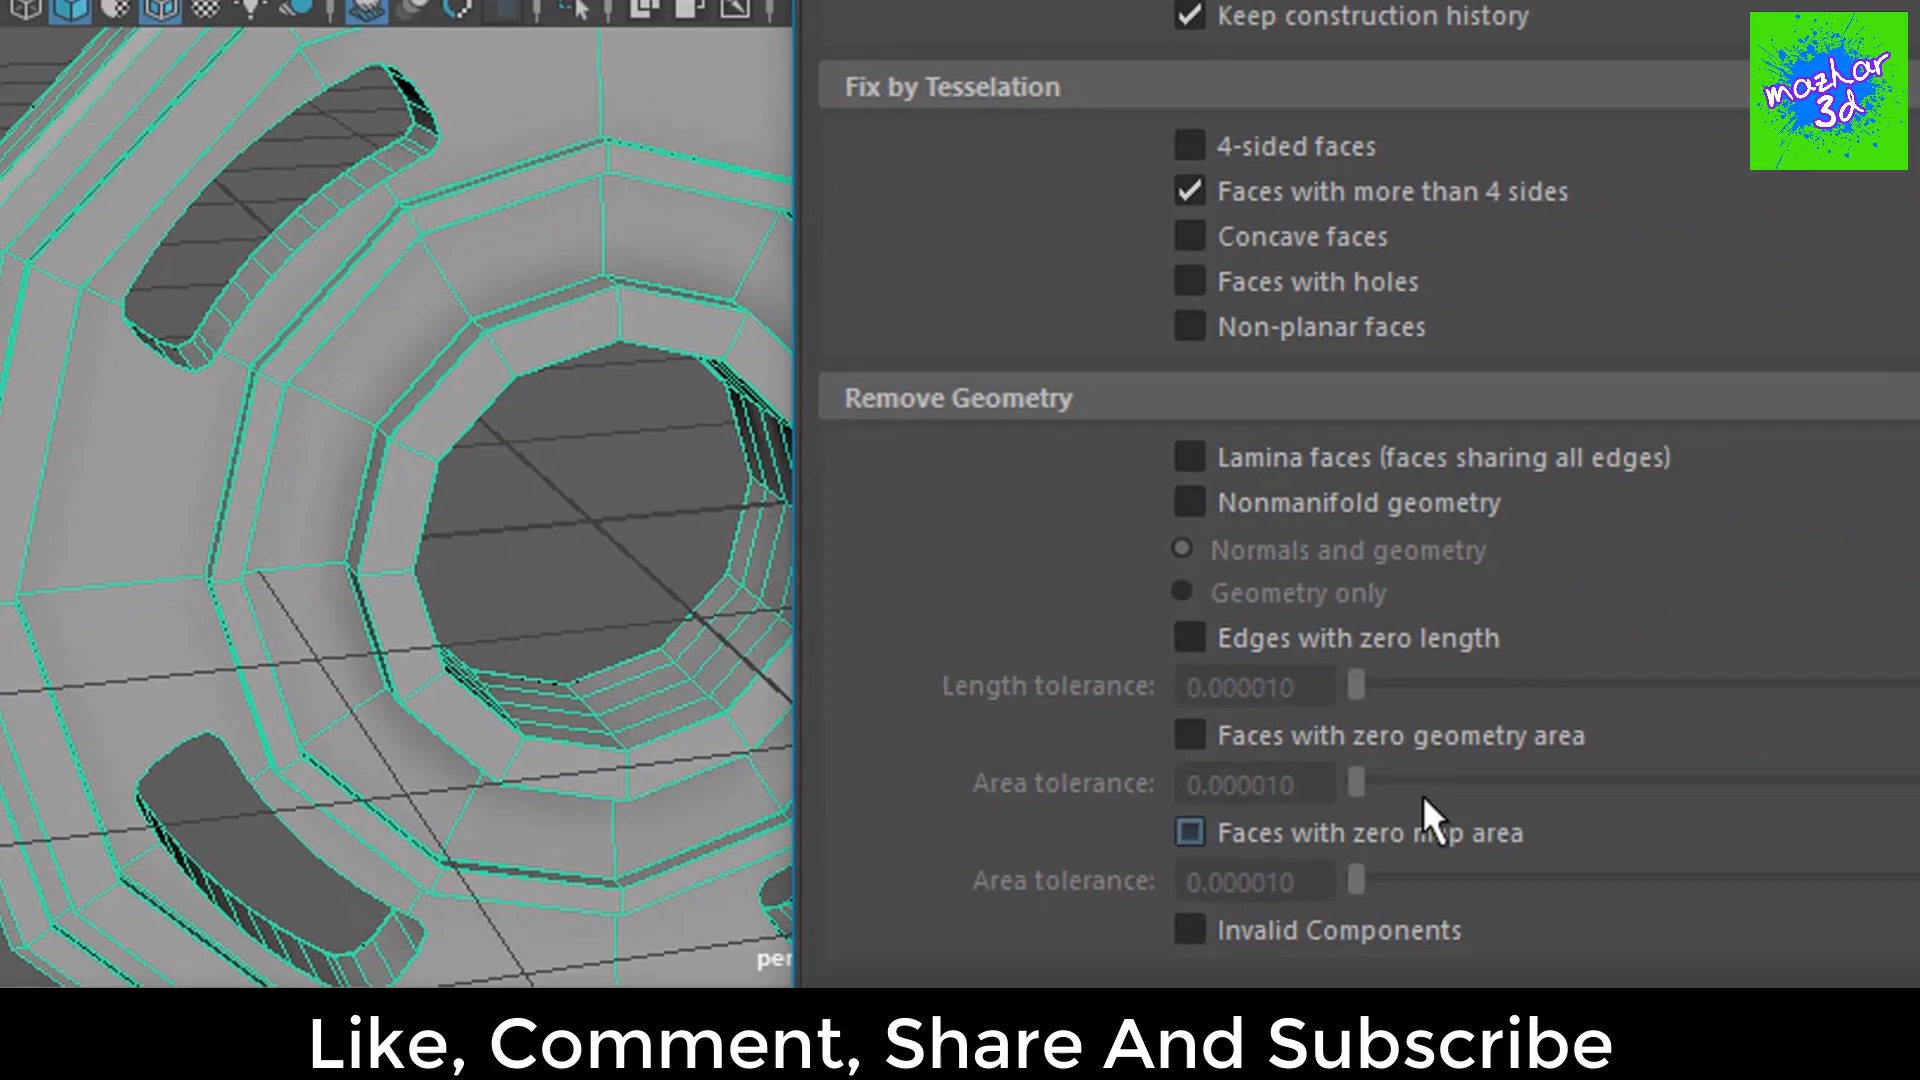 Keep construction history
mazhar
3d
Fix by Tesselation
4-sided faces
Faces with more than 4 sides
Concave faces
Faces with holes
Non-planar faces
Remove Geometry
Lamina faces (faces sharing all edges)
Nonmanifold geometry
Normals and geometry
Geometry only
Edges with zero length
Length tolerance: 0.000010
Faces with zero geometry area
Area tolerance: 0.000010
Faces with zero map area
Area tolerance: 0.000010
Invalid Components
per
Like, Comment, Share And Subscribe